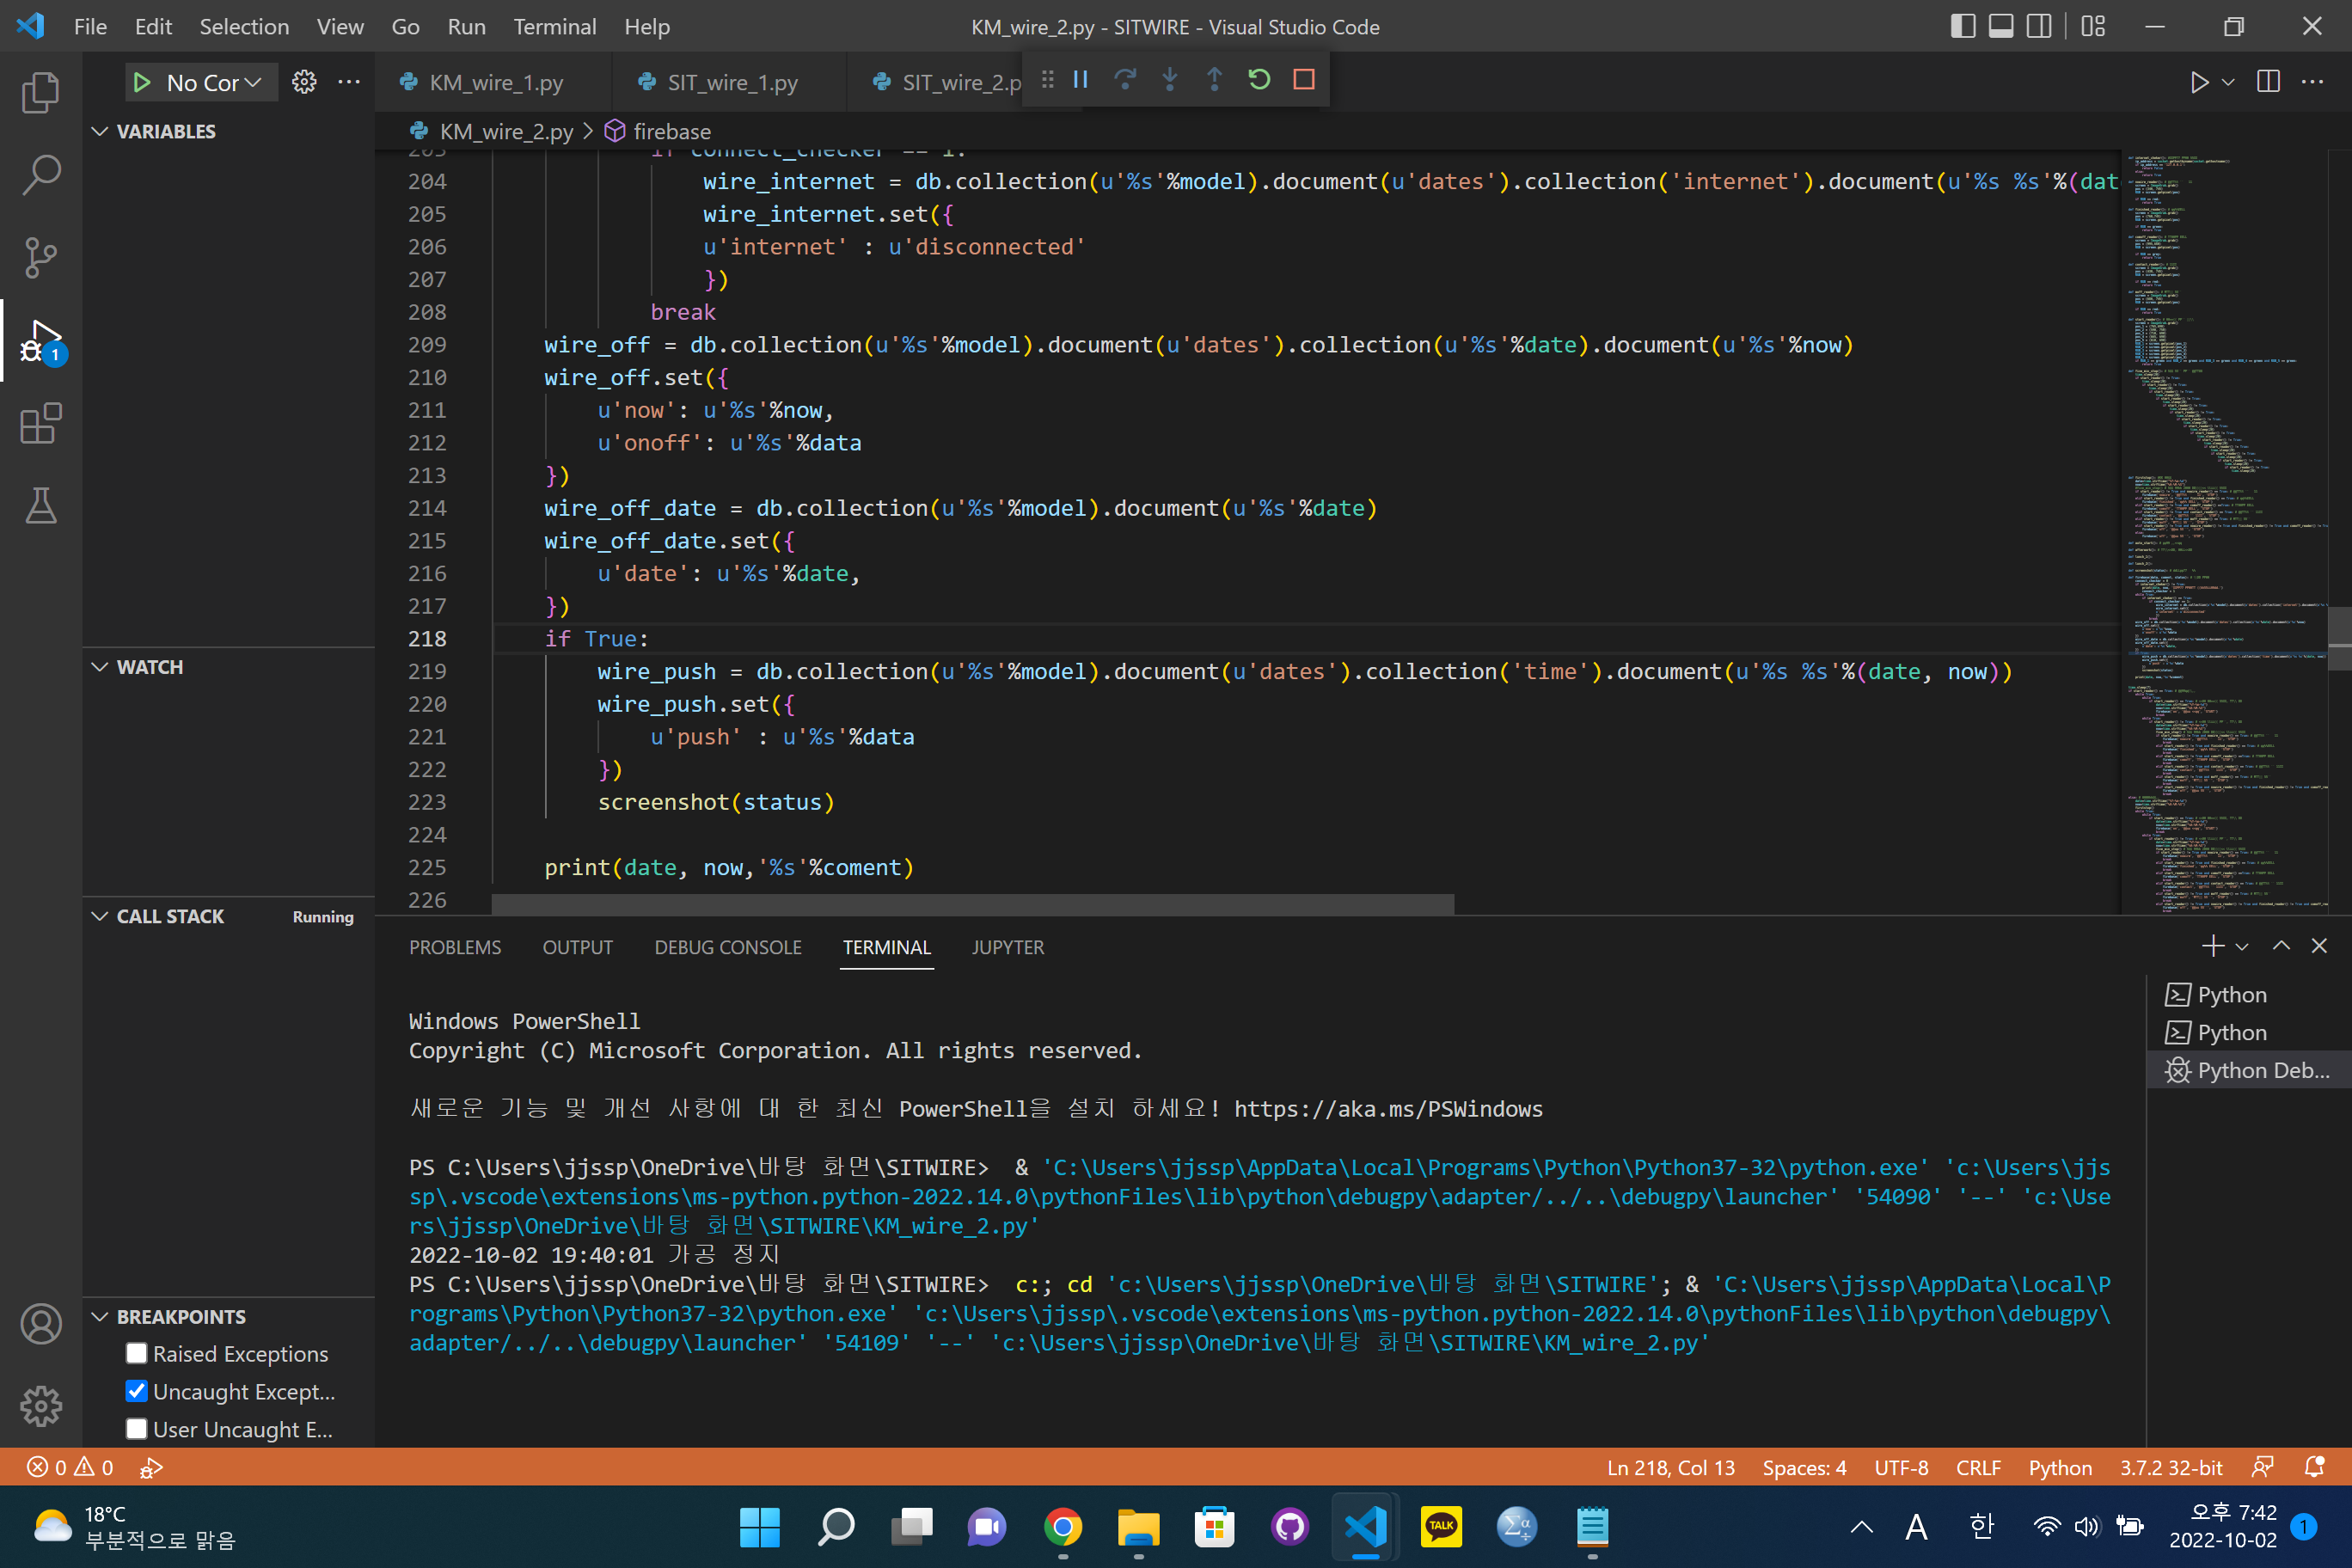 File Edit Selection View Go Run Terminal Help
KM_wire_2.py - SITWIRE - Visual Studio Code
No Cor
KM_wire_1.py SIT_wire_1.py SIT_wire_2.p
VARIABLES
KM_wire_2.py > firebase
203 if connect_checker == 1:
204 wire_internet = db.collection(u'%s'%model).document(u'dates').collection('internet').document(u'%s %s'%(dat
205 wire_internet.set({
206 u'internet' : u'disconnected'
207 })
208 break
209 wire_off = db.collection(u'%s'%model).document(u'dates').collection(u'%s'%date).document(u'%s'%now)
210 wire_off.set({
211 u'now': u'%s'%now,
212 u'onoff': u'%s'%data
213 })
214 wire_off_date = db.collection(u'%s'%model).document(u'%s'%date)
215 wire_off_date.set({
216 u'date': u'%s'%date,
217 })
218 if True:
219 wire_push = db.collection(u'%s'%model).document(u'dates').collection('time').document(u'%s %s'%(date, now))
220 wire_push.set({
221 u'push' : u'%s'%data
222 })
223 screenshot(status)
224
225 print(date, now,'%s'%coment)
226
WATCH
CALL STACK Running
BREAKPOINTS
Raised Exceptions
Uncaught Except...
User Uncaught E...
PROBLEMS OUTPUT DEBUG CONSOLE TERMINAL JUPYTER
Python
Python
Python Deb...
Windows PowerShell
Copyright (C) Microsoft Corporation. All rights reserved.
새로운 기능 및 개선 사항에 대 한 최신 PowerShell을 설치 하세요! https://aka.ms/PSWindows
PS C:\Users\jjssp\OneDrive\바탕 화면\SITWIRE> & 'C:\Users\jjssp\AppData\Local\Programs\Python\Python37-32\python.exe' 'c:\Users\jjs
sp\.vscode\extensions\ms-python.python-2022.14.0\pythonFiles\lib\python\debugpy\adapter/../..\debugpy\launcher' '54090' '--' 'c:\Use
rs\jjssp\OneDrive\바탕 화면\SITWIRE\KM_wire_2.py'
2022-10-02 19:40:01 가공 정지
PS C:\Users\jjssp\OneDrive\바탕 화면\SITWIRE> c:; cd 'c:\Users\jjssp\OneDrive\바탕 화면\SITWIRE'; & 'C:\Users\jjssp\AppData\Local\P
rograms\Python\Python37-32\python.exe' 'c:\Users\jjssp\.vscode\extensions\ms-python.python-2022.14.0\pythonFiles\lib\python\debugpy\
adapter/../..\debugpy\launcher' '54109' '--' 'c:\Users\jjssp\OneDrive\바탕 화면\SITWIRE\KM_wire_2.py'
0 0
Ln 218, Col 13 Spaces: 4 UTF-8 CRLF Python 3.7.2 32-bit
18°C
부분적으로 맑음
TALK
A 한
오후 7:42
2022-10-02
1